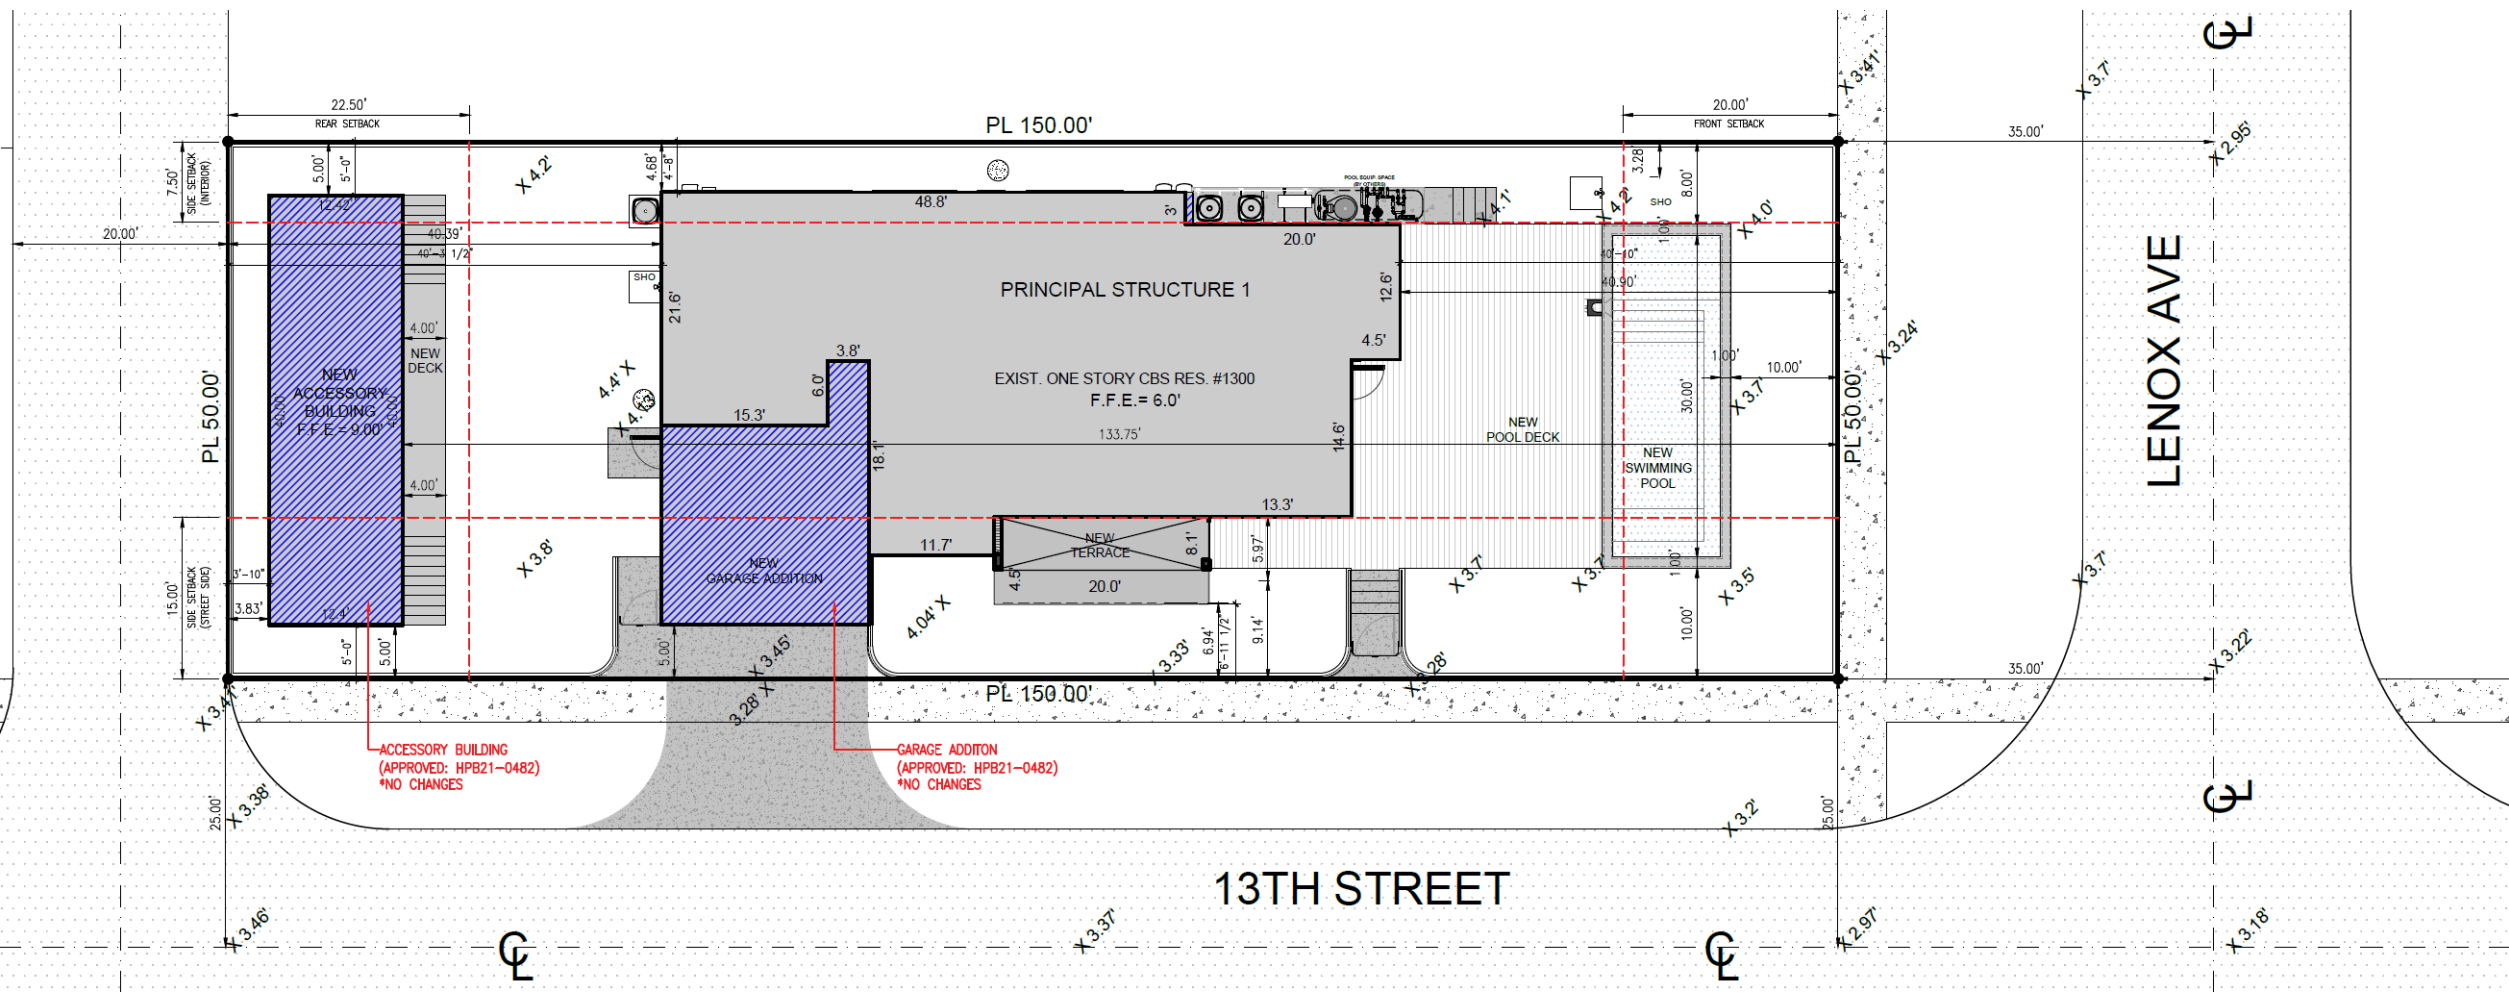 22.50'
REAR SETBACK
PL 150.00'
20.00'
FRONT SETBACK
35.00'
X 3.41'
X 3.7'
X 2.95'
7.50'
SIDE SETBACK
(INTERIOR)
5.00'
5'-0"
X 4.2'
4.68'
4'-8"
12.42'
48.8'
3'
POOL EQUIP. SPACE
(BY OTHERS)
X 4.1'
X 4.2'
3.28'
SHO
8.00'
1.00'
X 4.0'
20.00'
40.39'
40'-3 1/2"
20.0'
40'-10"
40.90'
SHO
21.6'
PRINCIPAL STRUCTURE 1
12.6'
4.00'
NEW
DECK
3.8'
4.5'
1.00'
10.00'
X 3.24'
LENOX AVE
NEW
ACCESSORY
BUILDING
F.F.E = 9.00'
40.00'
4.4' X
X 4.13'
6.0'
EXIST. ONE STORY CBS RES. #1300
F.F.E.= 6.0'
30.00'
X 3.7'
PL 50.00'
PL 50.00'
15.3'
133.75'
18.1'
14.6'
NEW
POOL DECK
NEW
SWIMMING
POOL
4.00'
13.3'
15.00'
SIDE SETBACK
(STREET SIDE)
X 3.8'
11.7'
NEW
TERRACE
8.1'
5.97'
NEW
GARAGE ADDITION
4.5'
20.0'
X 3.7'
X 3.7'
1.00'
X 3.5'
X 3.7'
3'-10"
3.83'
12.4'
5'-0"
5.00'
5.00'
X 3.45'
4.04' X
X 3.33'
6.94'
6'-11 1/2"
9.14'
X 3.28'
10.00'
35.00'
X 3.22'
X 3.41'
3.28' X
PL 150.00'
ACCESSORY BUILDING
(APPROVED: HPB21-0482)
*NO CHANGES
GARAGE ADDITON
(APPROVED: HPB21-0482)
*NO CHANGES
25.00'
X 3.38'
X 3.2'
25.00'
13TH STREET
X 3.46'
X 3.37'
X 2.97'
X 3.18'